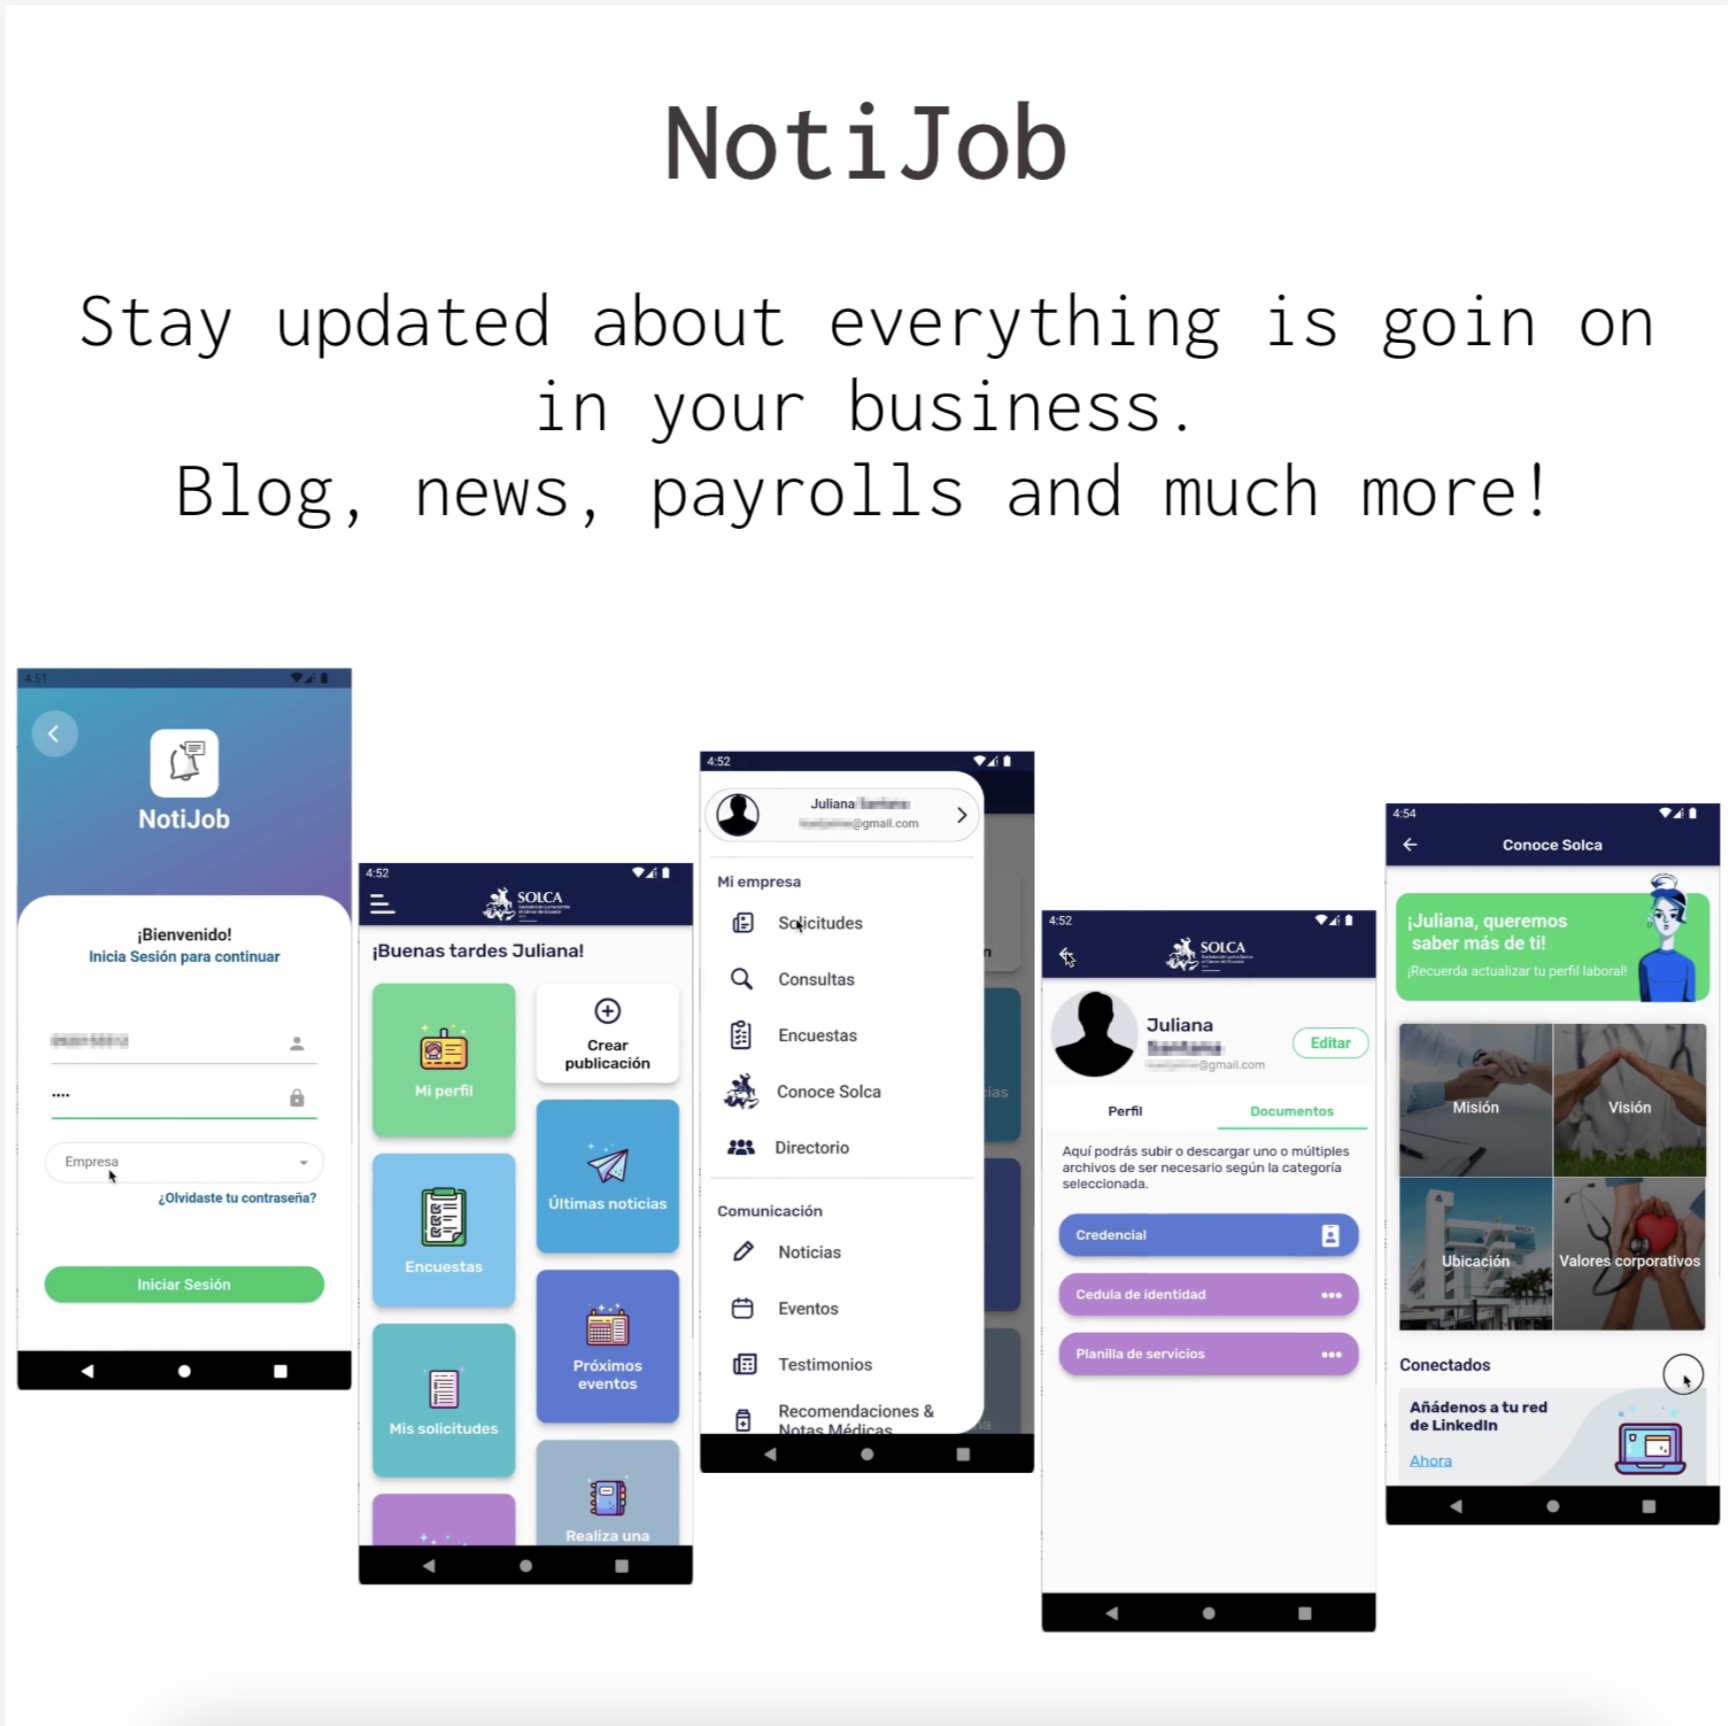 NotiJob
Stay updated about everything is goin on
in your business.
Blog, news, payrolls and much more!
4:51
NotiJob
¡Bienvenido!
Inicia Sesión para continuar
••••
Empresa
¿Olvidaste tu contraseña?
Iniciar Sesión
4:52
SOLCA
¡Buenas tardes Juliana!
Mi perfil
Crear
publicación
Encuestas
Últimas noticias
Mis solicitudes
Próximos
eventos
Realiza una
4:52
Juliana
@gmail.com
Mi empresa
Solicitudes
Consultas
Encuestas
Conoce Solca
Directorio
Comunicación
Noticias
Eventos
Testimonios
Recomendaciones &
Notas Médicas
n
ias
na
4:52
SOLCA
Juliana
@gmail.com
Editar
Perfil
Documentos
Aquí podrás subir o descargar uno o múltiples
archivos de ser necesario según la categoría
seleccionada.
Credencial
Cedula de identidad
Planilla de servicios
4:54
Conoce Solca
¡Juliana, queremos
saber más de ti!
¡Recuerda actualizar tu perfil laboral!
Misión
Visión
Ubicación
Valores corporativos
Conectados
Añádenos a tu red
de LinkedIn
Ahora